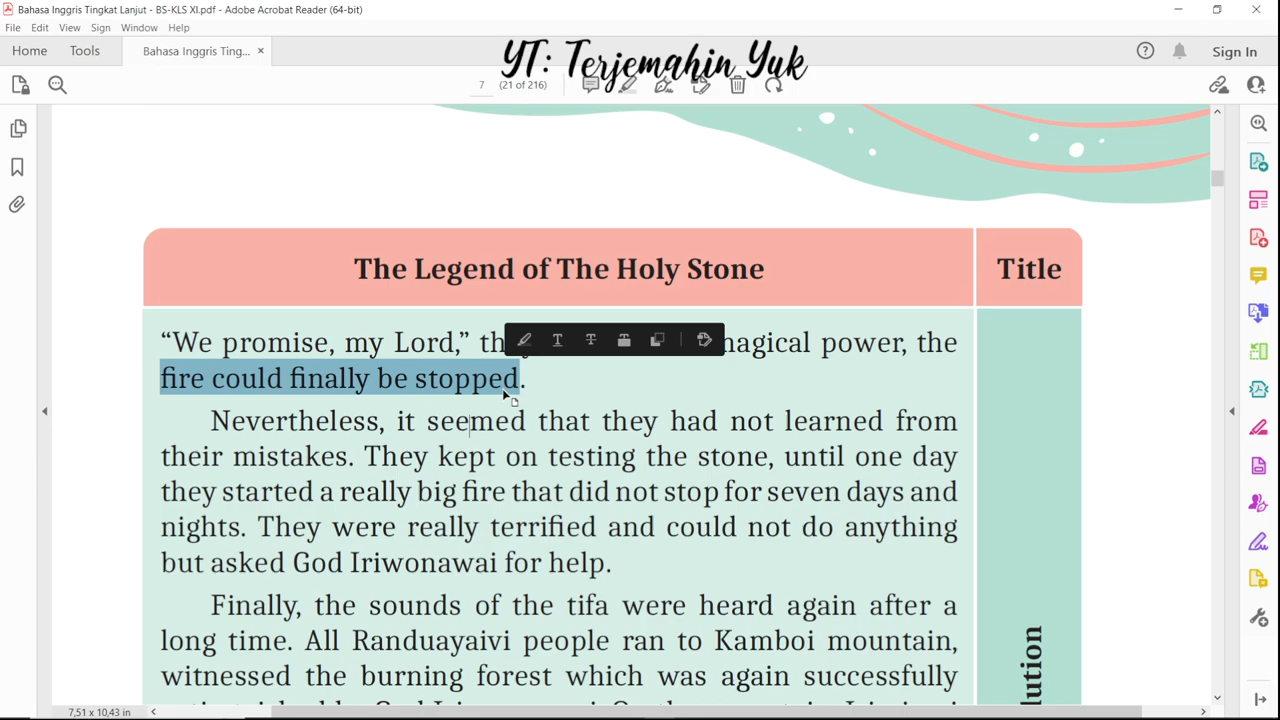 Bahasa Inggris Tingkat Lanjut - BS-KLS XI.pdf - Adobe Acrobat Reader (64-bit)
File Edit View Sign Window Help
Home Tools Bahasa Inggris Ting... × Sign In
YT: Terjemahin Yuk
7 (21 of 216)
The Legend of The Holy Stone Title
“We promise, my Lord,” magical power, the
fire could finally be stopped.
Nevertheless, it seemed that they had not learned from
their mistakes. They kept on testing the stone, until one day
they started a really big fire that did not stop for seven days and
nights. They were really terrified and could not do anything
but asked God Iriwonawai for help.
Finally, the sounds of the tifa were heard again after a
long time. All Randuayaivi people ran to Kamboi mountain,
witnessed the burning forest which was again successfully
7,51 x 10,43 in